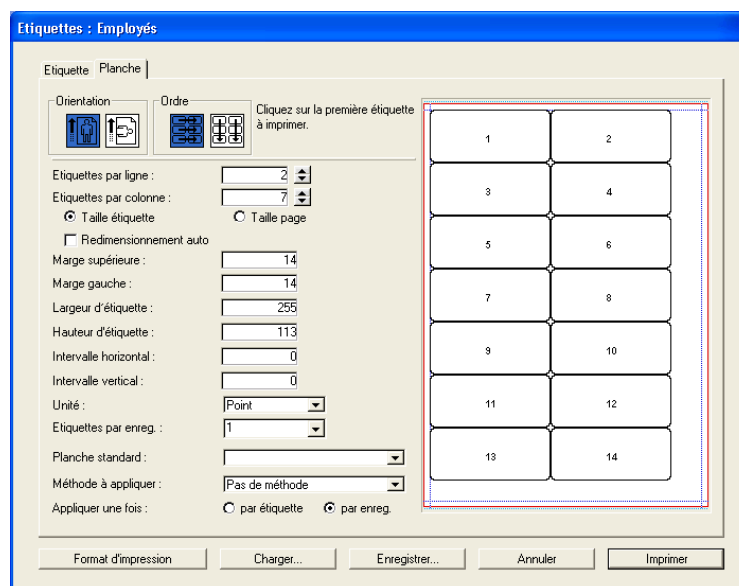 Etiquettes : Employés
Etiquette Planche
Orientation Ordre
Cliquez sur la première étiquette
à imprimer.
Etiquettes par ligne : 2
Etiquettes par colonne : 7
Taille étiquette Taille page
Redimensionnement auto
Marge supérieure : 14
Marge gauche : 14
Largeur d'étiquette : 255
Hauteur d'étiquette : 113
Intervalle horizontal : 0
Intervalle vertical : 0
Unité : Point
Etiquettes par enreg. : 1
Planche standard :
Méthode à appliquer : Pas de méthode
Appliquer une fois : par étiquette par enreg.
1 2
3 4
5 6
7 8
9 10
11 12
13 14
Format d'impression Charger... Enregistrer... Annuler Imprimer